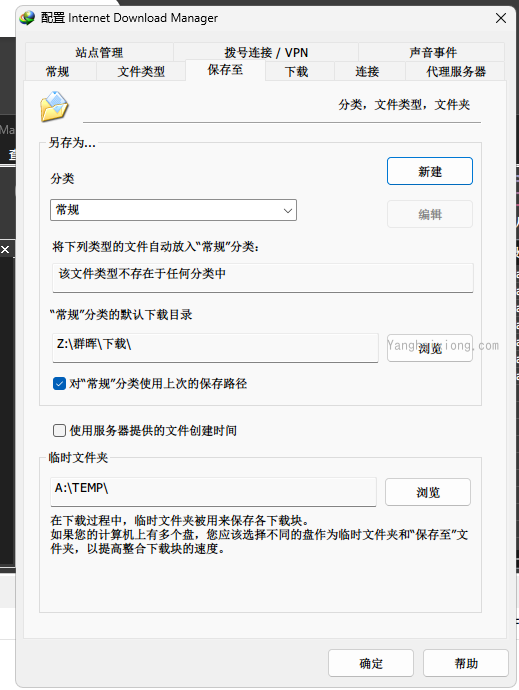 配置 Internet Download Manager
站点管理 拨号连接 / VPN 声音事件
常规 文件类型 保存至 下载 连接 代理服务器
分类，文件类型，文件夹
另存为...
分类
新建
常规
编辑
将下列类型的文件自动放入“常规”分类：
该文件类型不存在于任何分类中
“常规”分类的默认下载目录
Z:\群晖\下载\
浏览
对“常规”分类使用上次的保存路径
使用服务器提供的文件创建时间
临时文件夹
A:\TEMP\
浏览
在下载过程中，临时文件夹被用来保存各下载块。
如果您的计算机上有多个盘，您应该选择不同的盘作为临时文件夹和“保存至”文
件夹，以提高整合下载块的速度。
确定 帮助